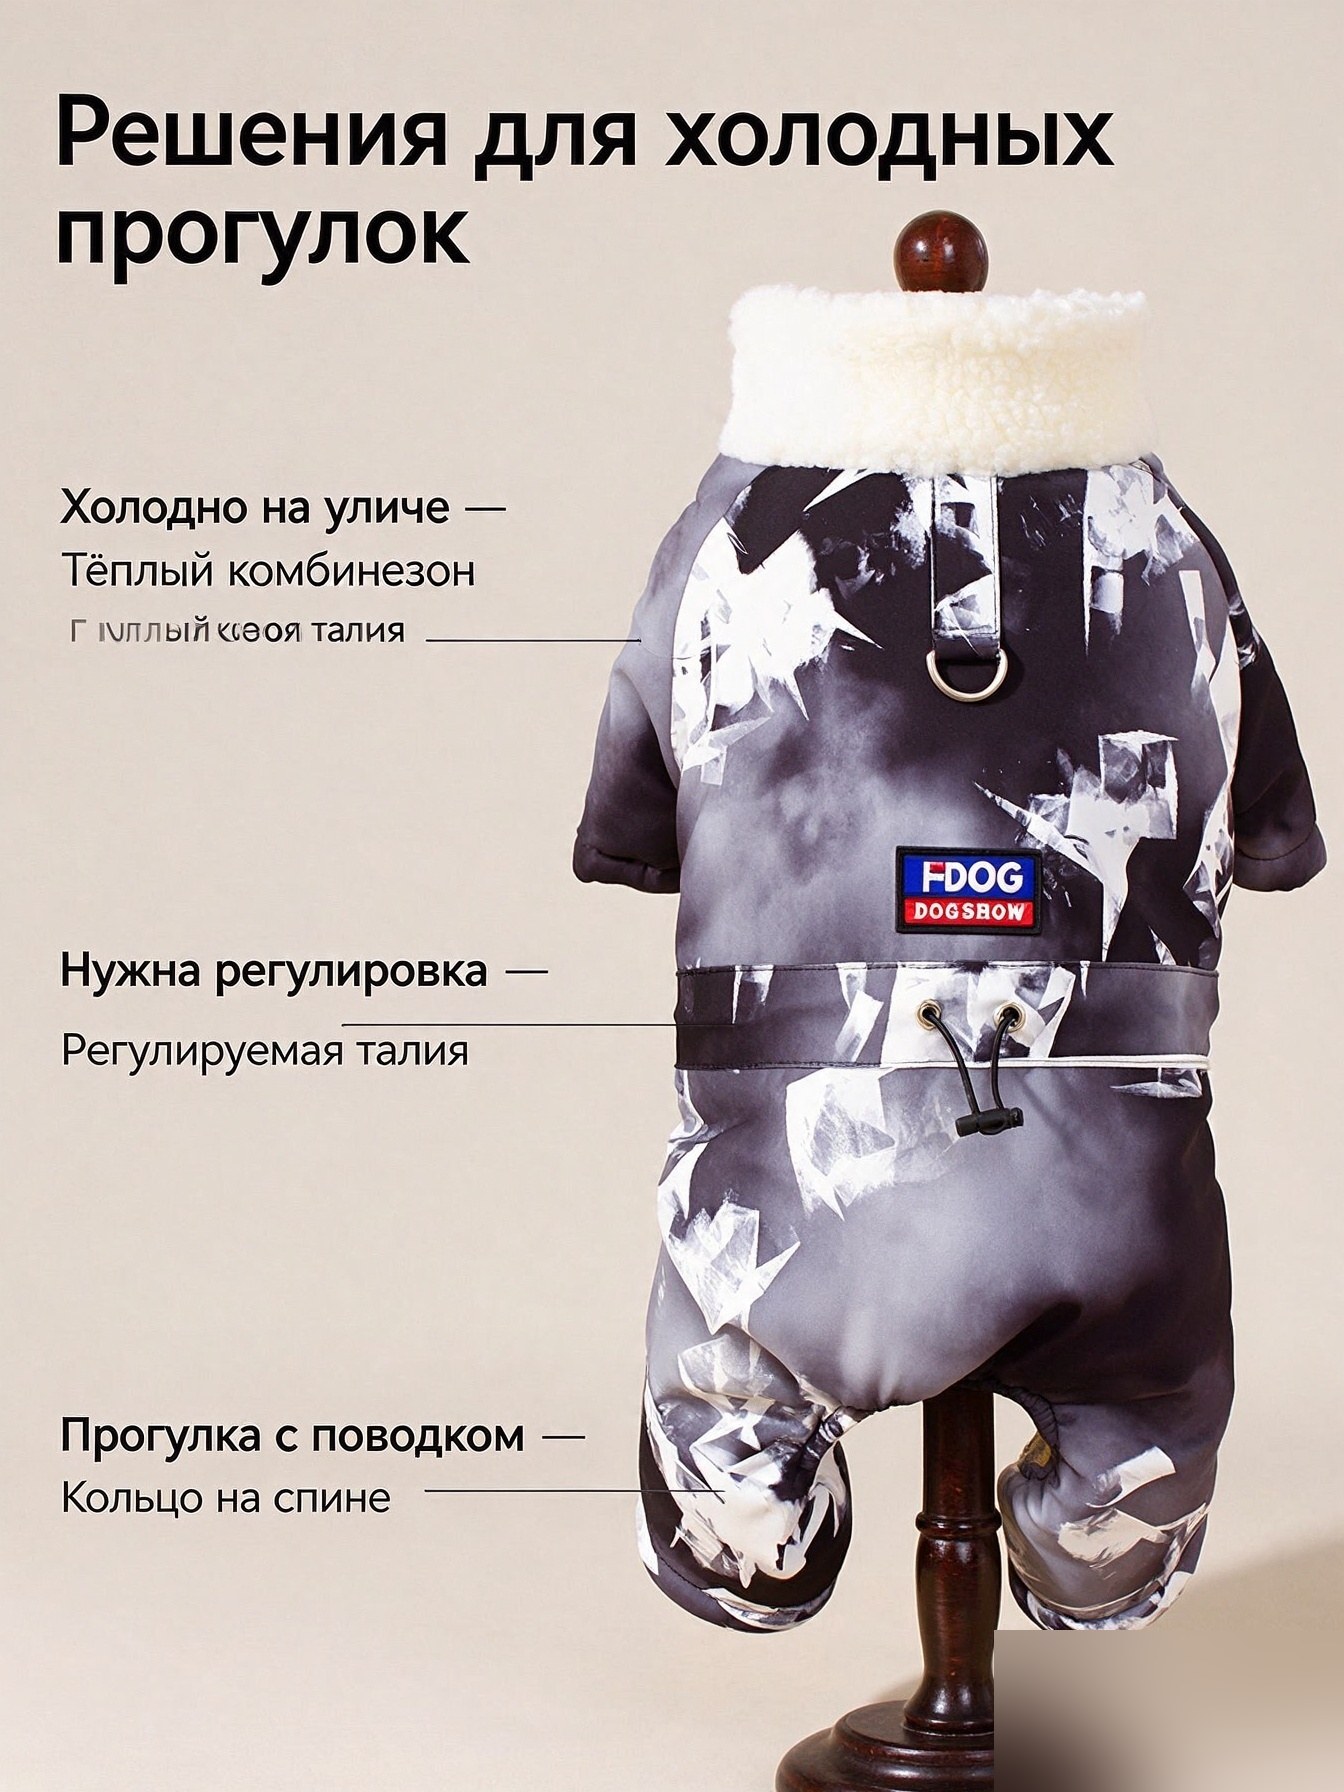 Решения для холодных
прогулок
Холодно на уличе —
Тёплый комбинезон
талия
FDOG
DOGSHOW
Нужна регулировка —
Регулируемая талия
Прогулка с поводком —
Кольцо на спине